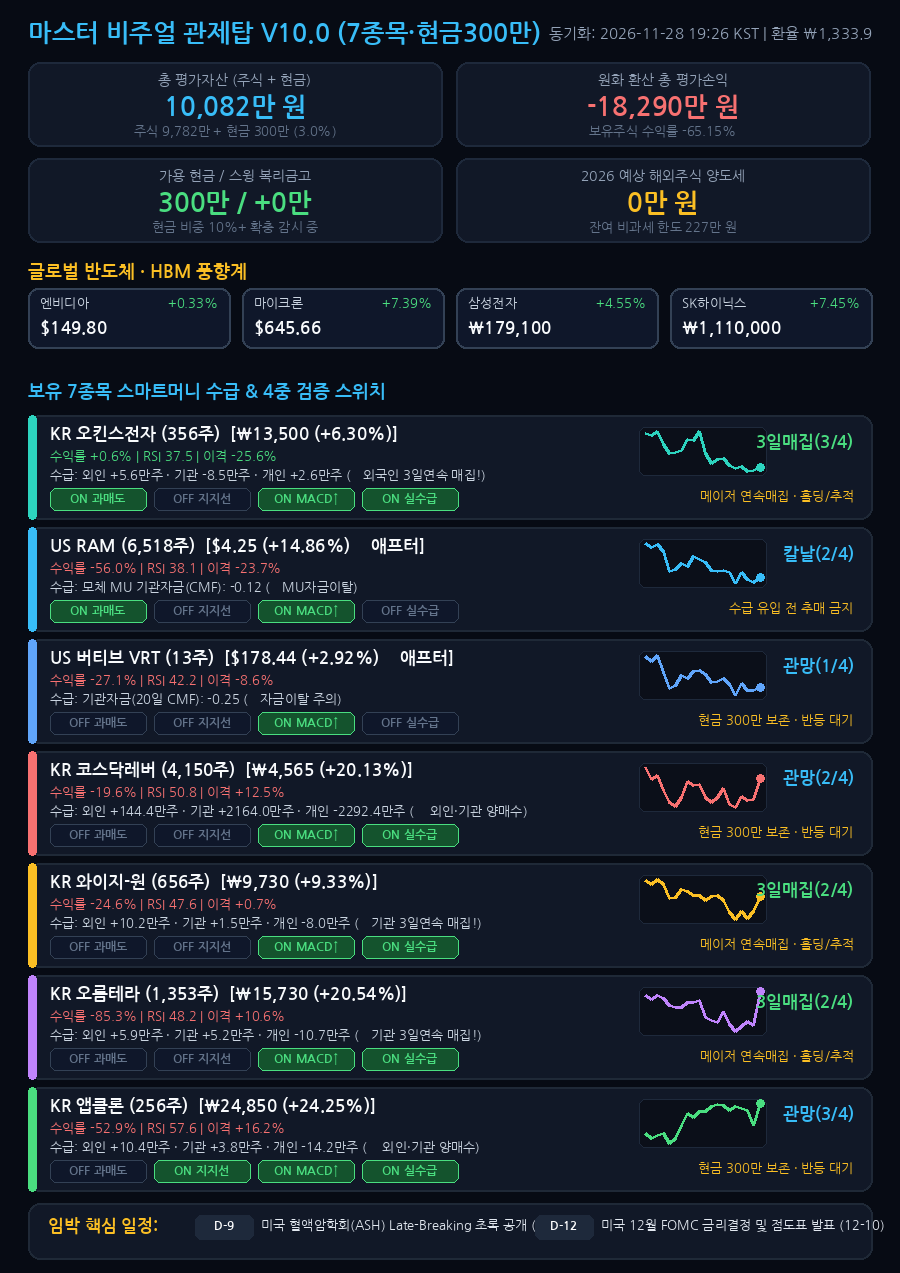 마스터 비주얼 관제탑 V10.0 (7종목·현금300만) 동기화: 2026-11-28 19:26 KST | 환율 ₩1,333.9
총 평가자산 (주식 + 현금)
10,082만 원
주식 9,782만 + 현금 300만 (3.0%)
원화 환산 총 평가손익
-18,290만 원
보유주식 수익률 -65.15%
가용 현금 / 스윙 복리금고
300만 / +0만
현금 비중 10%+ 확충 감시 중
2026 예상 해외주식 양도세
0만 원
잔여 비과세 한도 227만 원
글로벌 반도체 · HBM 풍향계
엔비디아 +0.33%
$149.80
마이크론 +7.39%
$645.66
삼성전자 +4.55%
₩179,100
SK하이닉스 +7.45%
₩1,110,000
보유 7종목 스마트머니 수급 & 4중 검증 스위치
KR 오킨스전자 (356주) [₩13,500 (+6.30%)]
3일매집(3/4)
수익률 +0.6% | RSI 37.5 | 이격 -25.6%
수급: 외인 +5.6만주 · 기관 -8.5만주 · 개인 +2.6만주 ( 외국인 3일연속 매집!)
ON 과매도 OFF 지지선 ON MACD↑ ON 실수급
메이저 연속매집 · 홀딩/추적
US RAM (6,518주) [$4.25 (+14.86%) 애프터]
칼날(2/4)
수익률 -56.0% | RSI 38.1 | 이격 -23.7%
수급: 모체 MU 기관자금(CMF): -0.12 ( MU자금이탈)
ON 과매도 OFF 지지선 ON MACD↑ OFF 실수급
수급 유입 전 추매 금지
US 버티브 VRT (13주) [$178.44 (+2.92%) 애프터]
관망(1/4)
수익률 -27.1% | RSI 42.2 | 이격 -8.6%
수급: 기관자금(20일 CMF): -0.25 ( 자금이탈 주의)
OFF 과매도 OFF 지지선 ON MACD↑ OFF 실수급
현금 300만 보존 · 반등 대기
KR 코스닥레버 (4,150주) [₩4,565 (+20.13%)]
관망(2/4)
수익률 -19.6% | RSI 50.8 | 이격 +12.5%
수급: 외인 +144.4만주 · 기관 +2164.0만주 · 개인 -2292.4만주 ( 외인·기관 양매수)
OFF 과매도 OFF 지지선 ON MACD↑ ON 실수급
현금 300만 보존 · 반등 대기
KR 와이지-원 (656주) [₩9,730 (+9.33%)]
3일매집(2/4)
수익률 -24.6% | RSI 47.6 | 이격 +0.7%
수급: 외인 +10.2만주 · 기관 +1.5만주 · 개인 -8.0만주 ( 기관 3일연속 매집!)
OFF 과매도 OFF 지지선 ON MACD↑ ON 실수급
메이저 연속매집 · 홀딩/추적
KR 오름테라 (1,353주) [₩15,730 (+20.54%)]
3일매집(2/4)
수익률 -85.3% | RSI 48.2 | 이격 +10.6%
수급: 외인 +5.9만주 · 기관 +5.2만주 · 개인 -10.7만주 ( 기관 3일연속 매집!)
OFF 과매도 OFF 지지선 ON MACD↑ ON 실수급
메이저 연속매집 · 홀딩/추적
KR 앱클론 (256주) [₩24,850 (+24.25%)]
관망(3/4)
수익률 -52.9% | RSI 57.6 | 이격 +16.2%
수급: 외인 +10.4만주 · 기관 +3.8만주 · 개인 -14.2만주 ( 외인·기관 양매수)
OFF 과매도 ON 지지선 ON MACD↑ ON 실수급
현금 300만 보존 · 반등 대기
임박 핵심 일정: D-9 미국 혈액암학회(ASH) Late-Breaking 초록 공개 ( D-12 미국 12월 FOMC 금리결정 및 점도표 발표 (12-10)